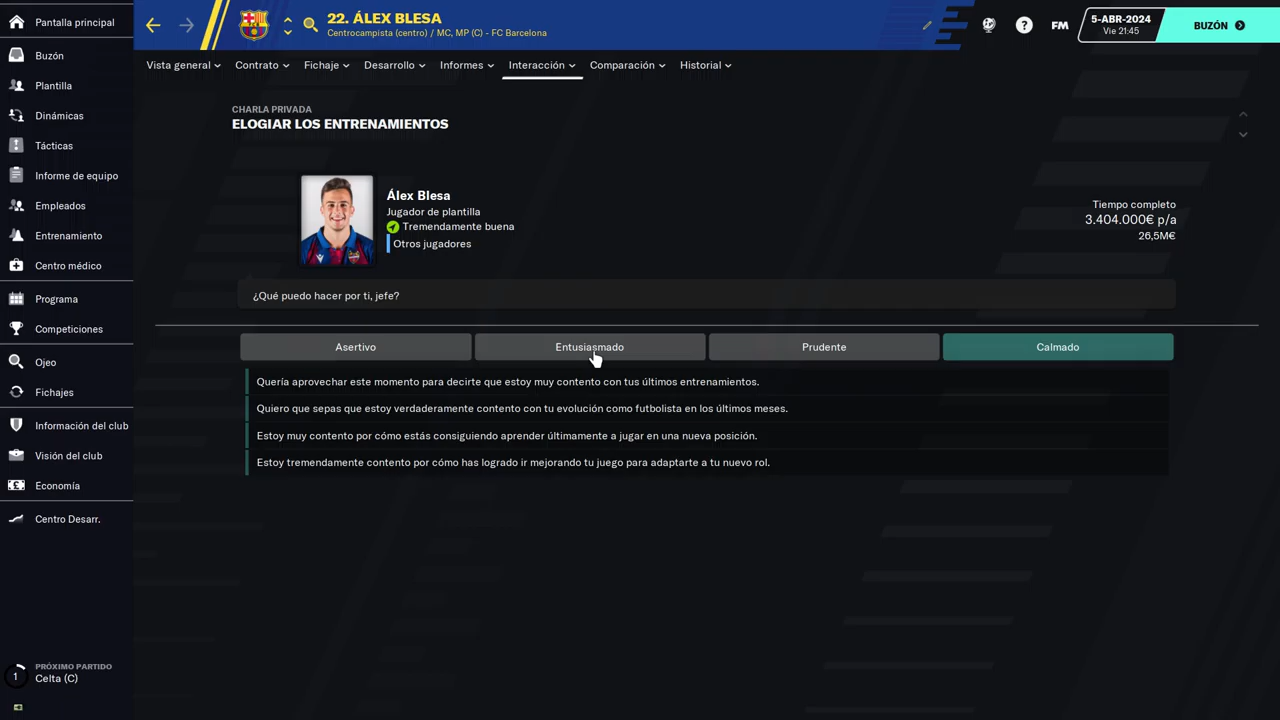 Pantalla principal
Buzón
Plantilla
Dinámicas
Tácticas
Informe de equipo
Empleados
Entrenamiento
Centro médico
Programa
Competiciones
Ojeo
Fichajes
Información del club
Visión del club
Economía
Centro Desarr.
1
PRÓXIMO PARTIDO
Celta (C)
22. ÁLEX BLESA
Centrocampista (centro) / MC, MP (C) - FC Barcelona
?
FM
5-ABR-2024
Vie 21:45
BUZÓN
Vista general
Contrato
Fichaje
Desarrollo
Informes
Interacción
Comparación
Historial
CHARLA PRIVADA
ELOGIAR LOS ENTRENAMIENTOS
Álex Blesa
Jugador de plantilla
Tremendamente buena
Otros jugadores
Tiempo completo
3.404.000€ p/a
26,5M€
¿Qué puedo hacer por ti, jefe?
Asertivo
Entusiasmado
Prudente
Calmado
Quería aprovechar este momento para decirte que estoy muy contento con tus últimos entrenamientos.
Quiero que sepas que estoy verdaderamente contento con tu evolución como futbolista en los últimos meses.
Estoy muy contento por cómo estás consiguiendo aprender últimamente a jugar en una nueva posición.
Estoy tremendamente contento por cómo has logrado ir mejorando tu juego para adaptarte a tu nuevo rol.